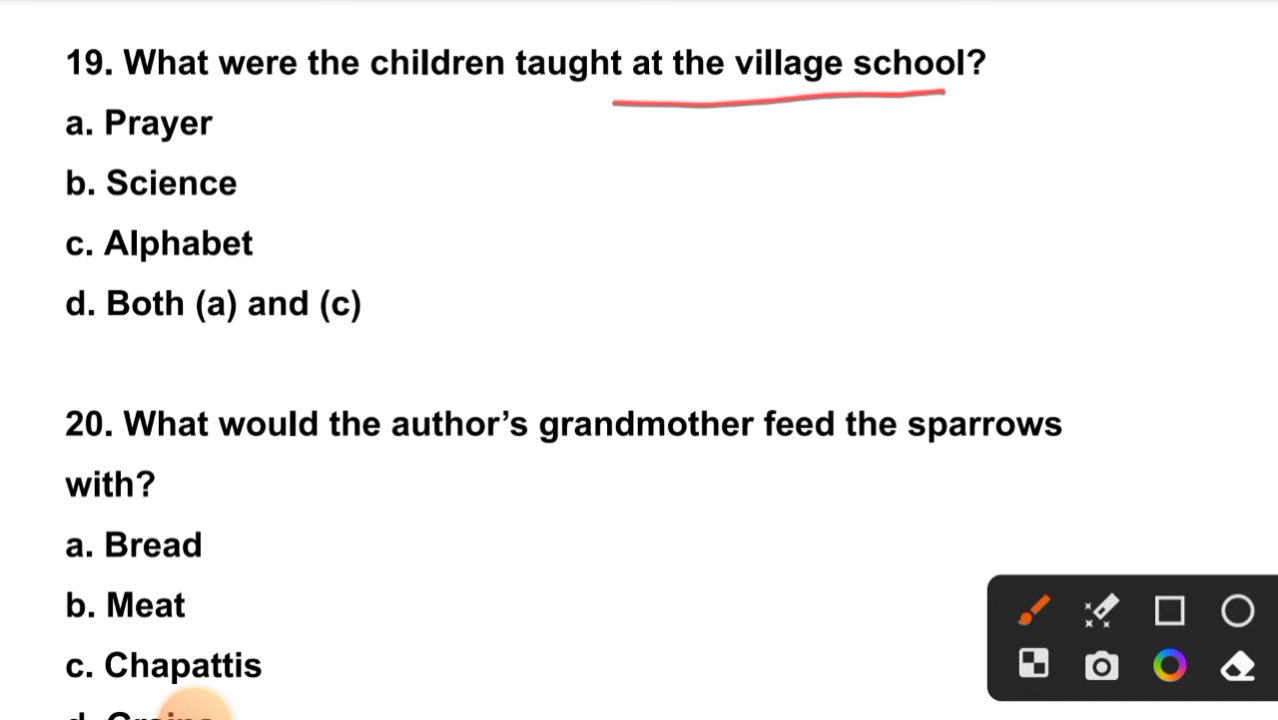 19. What were the children taught at the village school?
a. Prayer
b. Science
c. Alphabet
d. Both (a) and (c)
20. What would the author’s grandmother feed the sparrows
with?
a. Bread
b. Meat
c. Chapattis